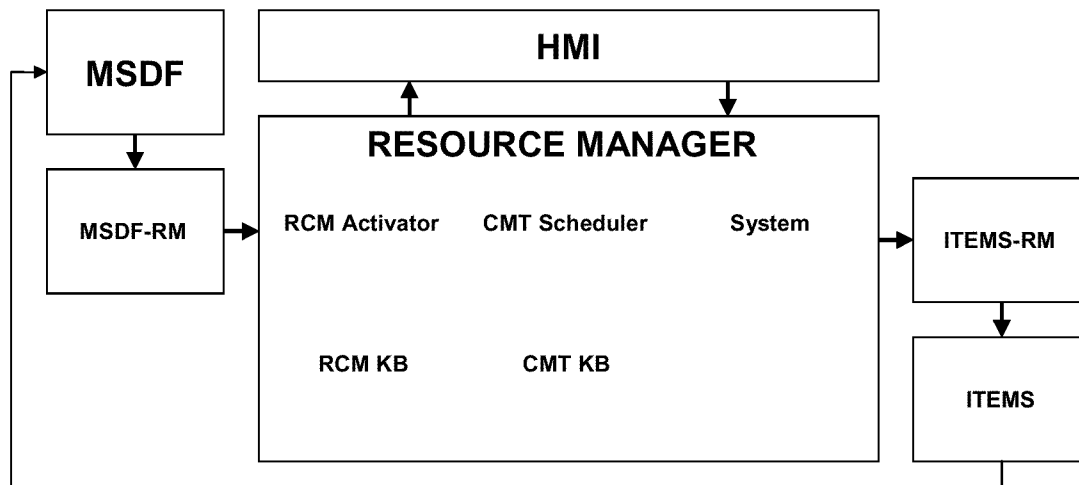 MSDF
HMI
RESOURCE MANAGER
MSDF-RM
RCM Activator
CMT Scheduler
System
ITEMS-RM
RCM KB
CMT KB
ITEMS